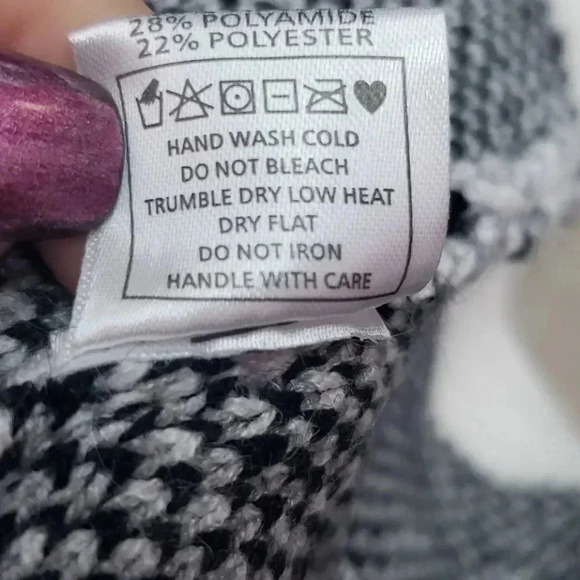 28% POLYAMIDE
22% POLYESTER
HAND WASH COLD
DO NOT BLEACH
TRUMBLE DRY LOW HEAT
DRY FLAT
DO NOT IRON
HANDLE WITH CARE